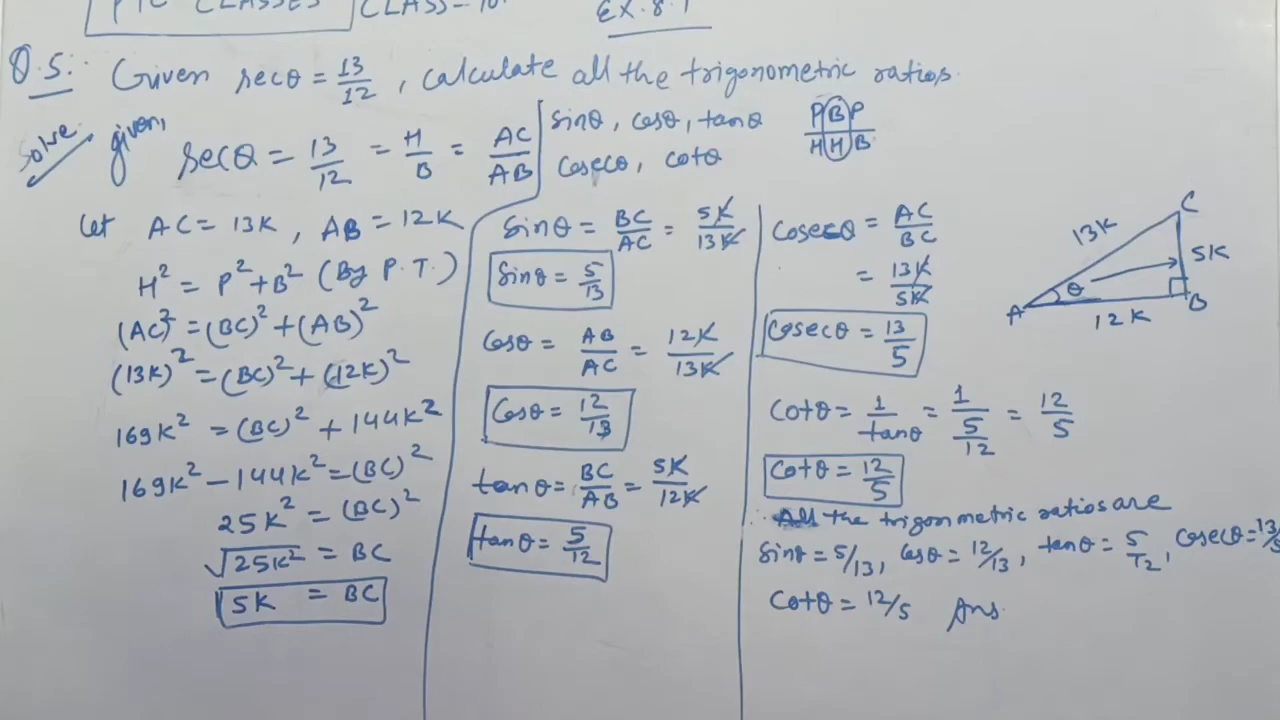 PTC CLASSES CLASS-10 EX.8.1
Q.5:. Given secθ = 13/12, calculate all the trigonometric ratios.
Solve given,
secθ = 13/12 = H/B = AC/AB
Let AC = 13K, AB = 12K
H² = P² + B² (By P.T.)
(AC)² = (BC)² + (AB)²
(13K)² = (BC)² + (12K)²
169K² = (BC)² + 144K²
169K² - 144K² = (BC)²
25K² = (BC)²
√25K² = BC
5K = BC
sinθ, cosθ, tanθ
cosecθ, cotθ
P B P
H H B
Sinθ = BC/AC = 5K/13K
Sinθ = 5/13
Cosθ = AB/AC = 12K/13K
Cosθ = 12/13
tanθ = BC/AB = 5K/12K
tanθ = 5/12
Cosecθ = AC/BC
= 13K/5K
Cosecθ = 13/5
Cotθ = 1/tanθ = 1/(5/12) = 12/5
Cotθ = 12/5
∴ All the trigonmetric ratios are
Sinθ = 5/13, Cosθ = 12/13, tanθ = 5/12, Cosecθ = 13/5
Cotθ = 12/5 Ans
C
13K
5K
θ
A
B
12K